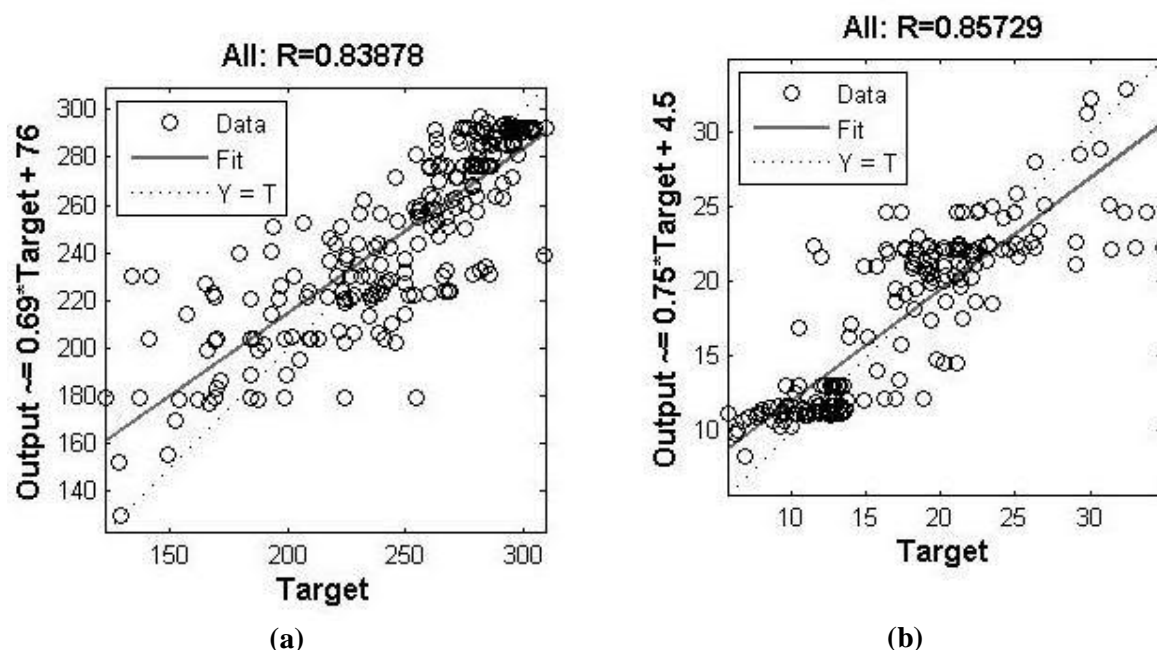 All: R=0.83878
Output ~= 0.69*Target + 76
300
280
260
240
220
200
180
160
140
Data
Fit
Y = T
150
200
250
300
Target
(a)
All: R=0.85729
Output ~= 0.75*Target + 4.5
30
25
20
15
10
Data
Fit
Y = T
10
15
20
25
30
Target
(b)